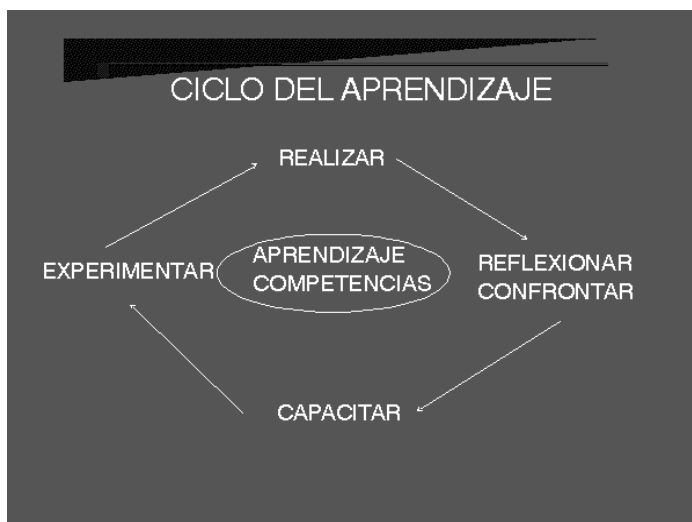 CICLO DEL APRENDIZAJE
REALIZAR
EXPERIMENTAR
APRENDIZAJE
COMPETENCIAS
REFLEXIONAR
CONFRONTAR
CAPACITAR